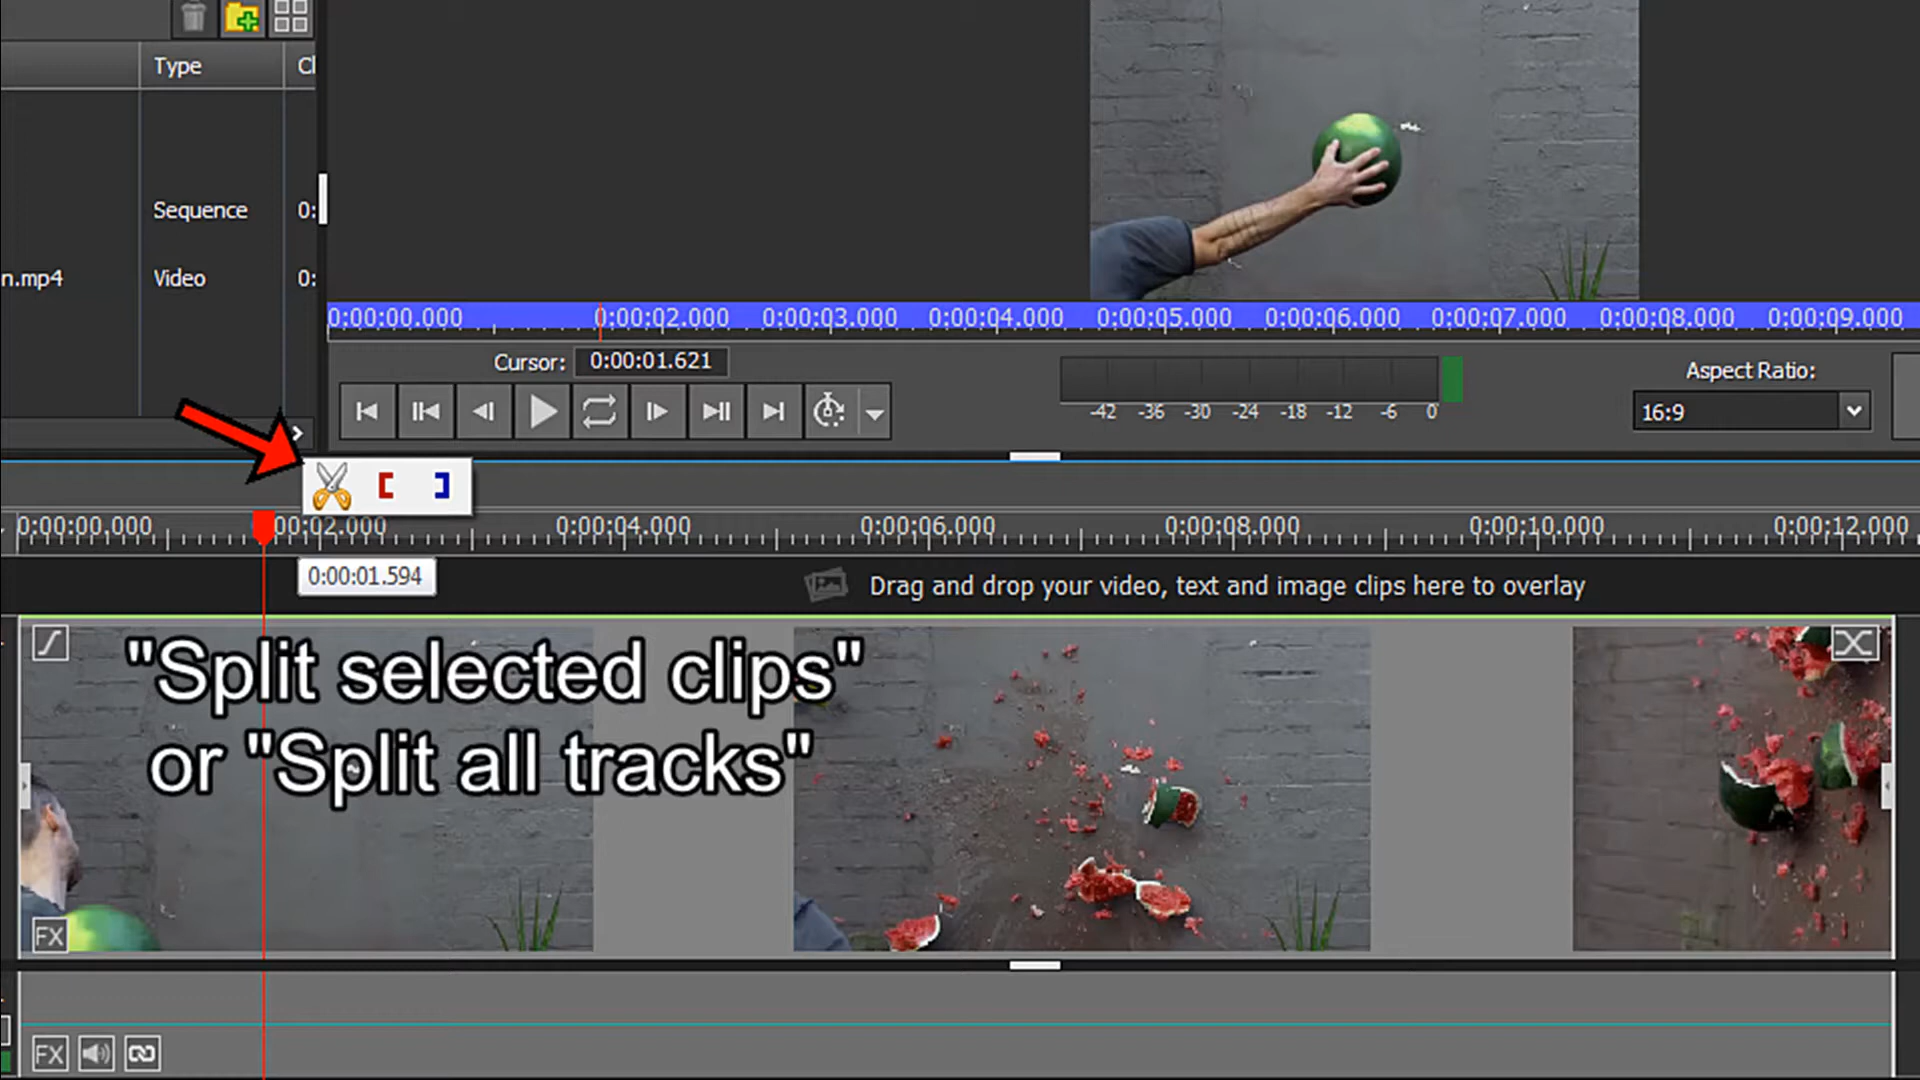 Type
Cl
Sequence
0:
n.mp4
Video
0:
0:00:00.000
0:00:02.000
0:00:03.000
0:00:04.000
0:00:05.000
0:00:06.000
0:00:07.000
0:00:08.000
0:00:09.000
Cursor: 0:00:01.621
-42 -36 -30 -24 -18 -12 -6 0
Aspect Ratio:
16:9
0:00:00.000
0:00:02.000
0:00:04.000
0:00:06.000
0:00:08.000
0:00:10.000
0:00:12.000
0:00:01.594
Drag and drop your video, text and image clips here to overlay
"Split selected clips"
or "Split all tracks"
FX
FX